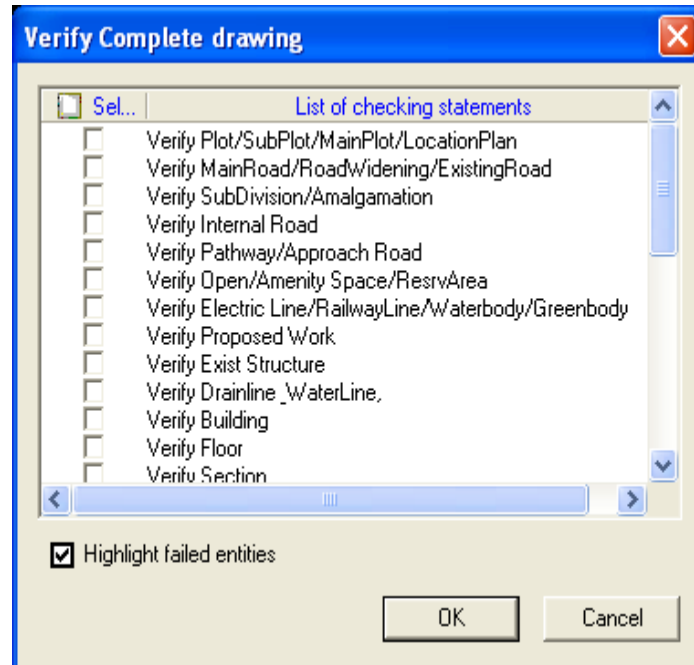 Verify Complete drawing
Sel... List of checking statements
Verify Plot/SubPlot/MainPlot/LocationPlan
Verify MainRoad/RoadWidening/ExistingRoad
Verify SubDivision/Amalgamation
Verify Internal Road
Verify Pathway/Approach Road
Verify Open/Amenity Space/ResrvArea
Verify Electric Line/RailwayLine/Waterbody/Greenbody
Verify Proposed Work
Verify Exist Structure
Verify Drainline_WaterLine,
Verify Building
Verify Floor
Verify Section
Highlight failed entities
OK Cancel